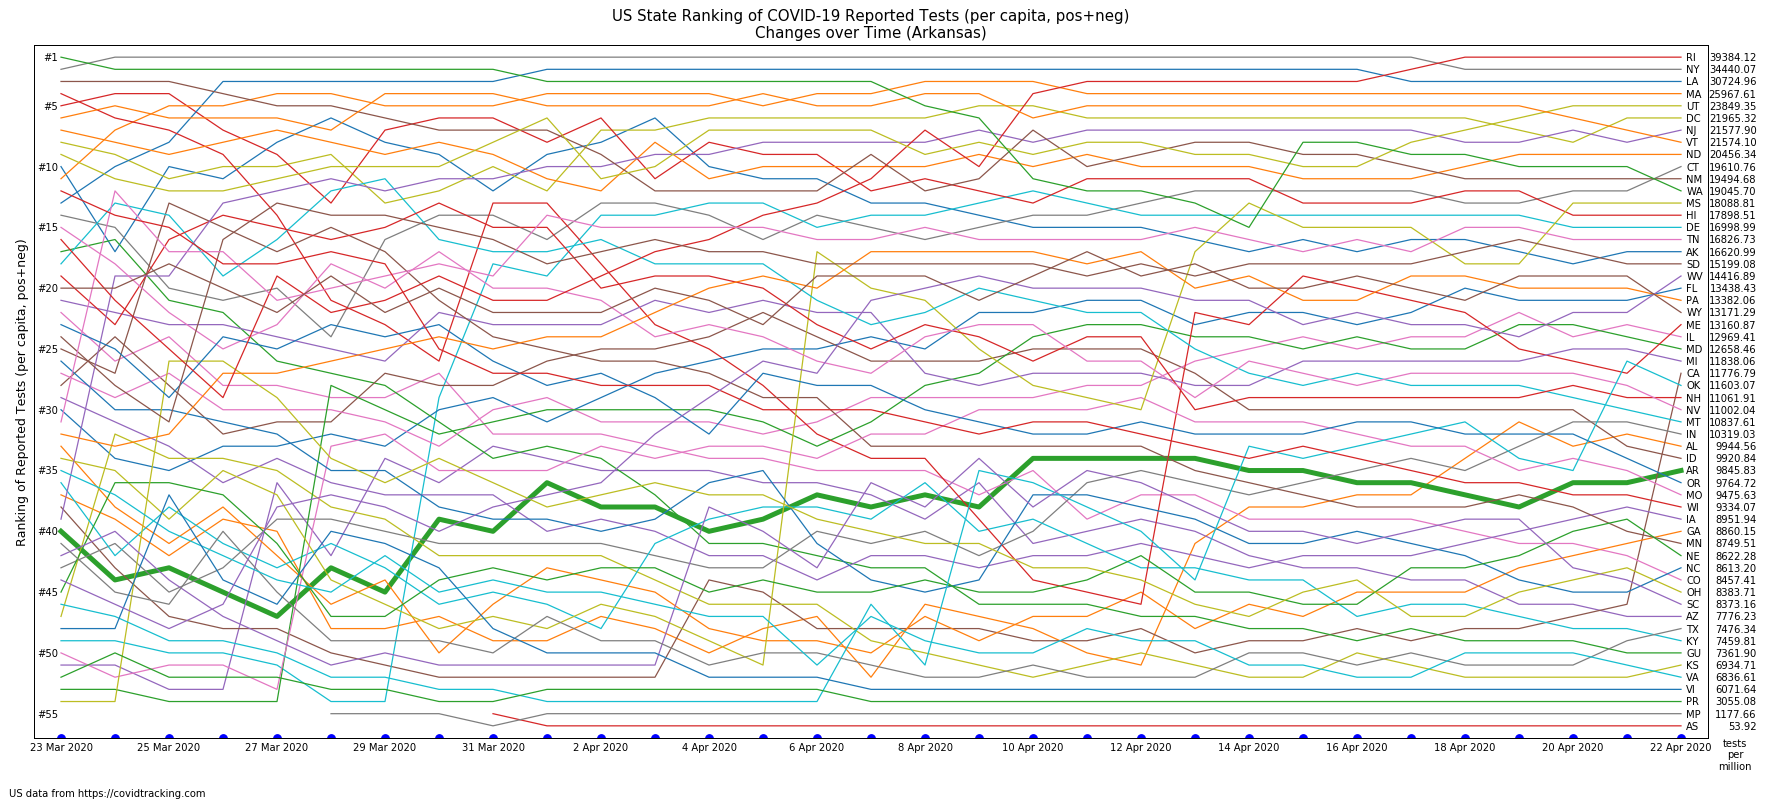 US State Ranking of COVID-19 Reported Tests (per capita, pos+neg)
Changes over Time (Arkansas)
Ranking of Reported Tests (per capita, pos+neg)
#1
#5
#10
#15
#20
#25
#30
#35
#40
#45
#50
#55
RI 39384.12
NY 34440.07
LA 30724.96
MA 25967.61
UT 23849.35
DC 21965.32
NJ 21577.90
VT 21574.10
ND 20456.34
CT 19610.76
NM 19494.68
WA 19045.70
MS 18088.81
HI 17898.51
DE 16998.99
TN 16826.73
AK 16620.99
SD 15199.08
WV 14416.89
FL 13438.43
PA 13382.06
WY 13171.29
ME 13160.87
IL 12969.41
MD 12658.46
MI 11838.06
CA 11776.79
OK 11603.07
NH 11061.91
NV 11002.04
MT 10837.61
IN 10319.03
AL 9944.56
ID 9920.84
AR 9845.83
OR 9764.72
MO 9475.63
WI 9334.07
IA 8951.94
GA 8860.15
MN 8749.51
NE 8622.28
NC 8613.20
CO 8457.41
OH 8383.71
SC 8373.16
AZ 7776.23
TX 7476.34
KY 7459.81
GU 7361.90
KS 6934.71
VA 6836.61
VI 6071.64
PR 3055.08
MP 1177.66
AS 53.92
23 Mar 2020 25 Mar 2020 27 Mar 2020 29 Mar 2020 31 Mar 2020 2 Apr 2020 4 Apr 2020 6 Apr 2020 8 Apr 2020 10 Apr 2020 12 Apr 2020 14 Apr 2020 16 Apr 2020 18 Apr 2020 20 Apr 2020 22 Apr 2020
tests
per
million
US data from https://covidtracking.com